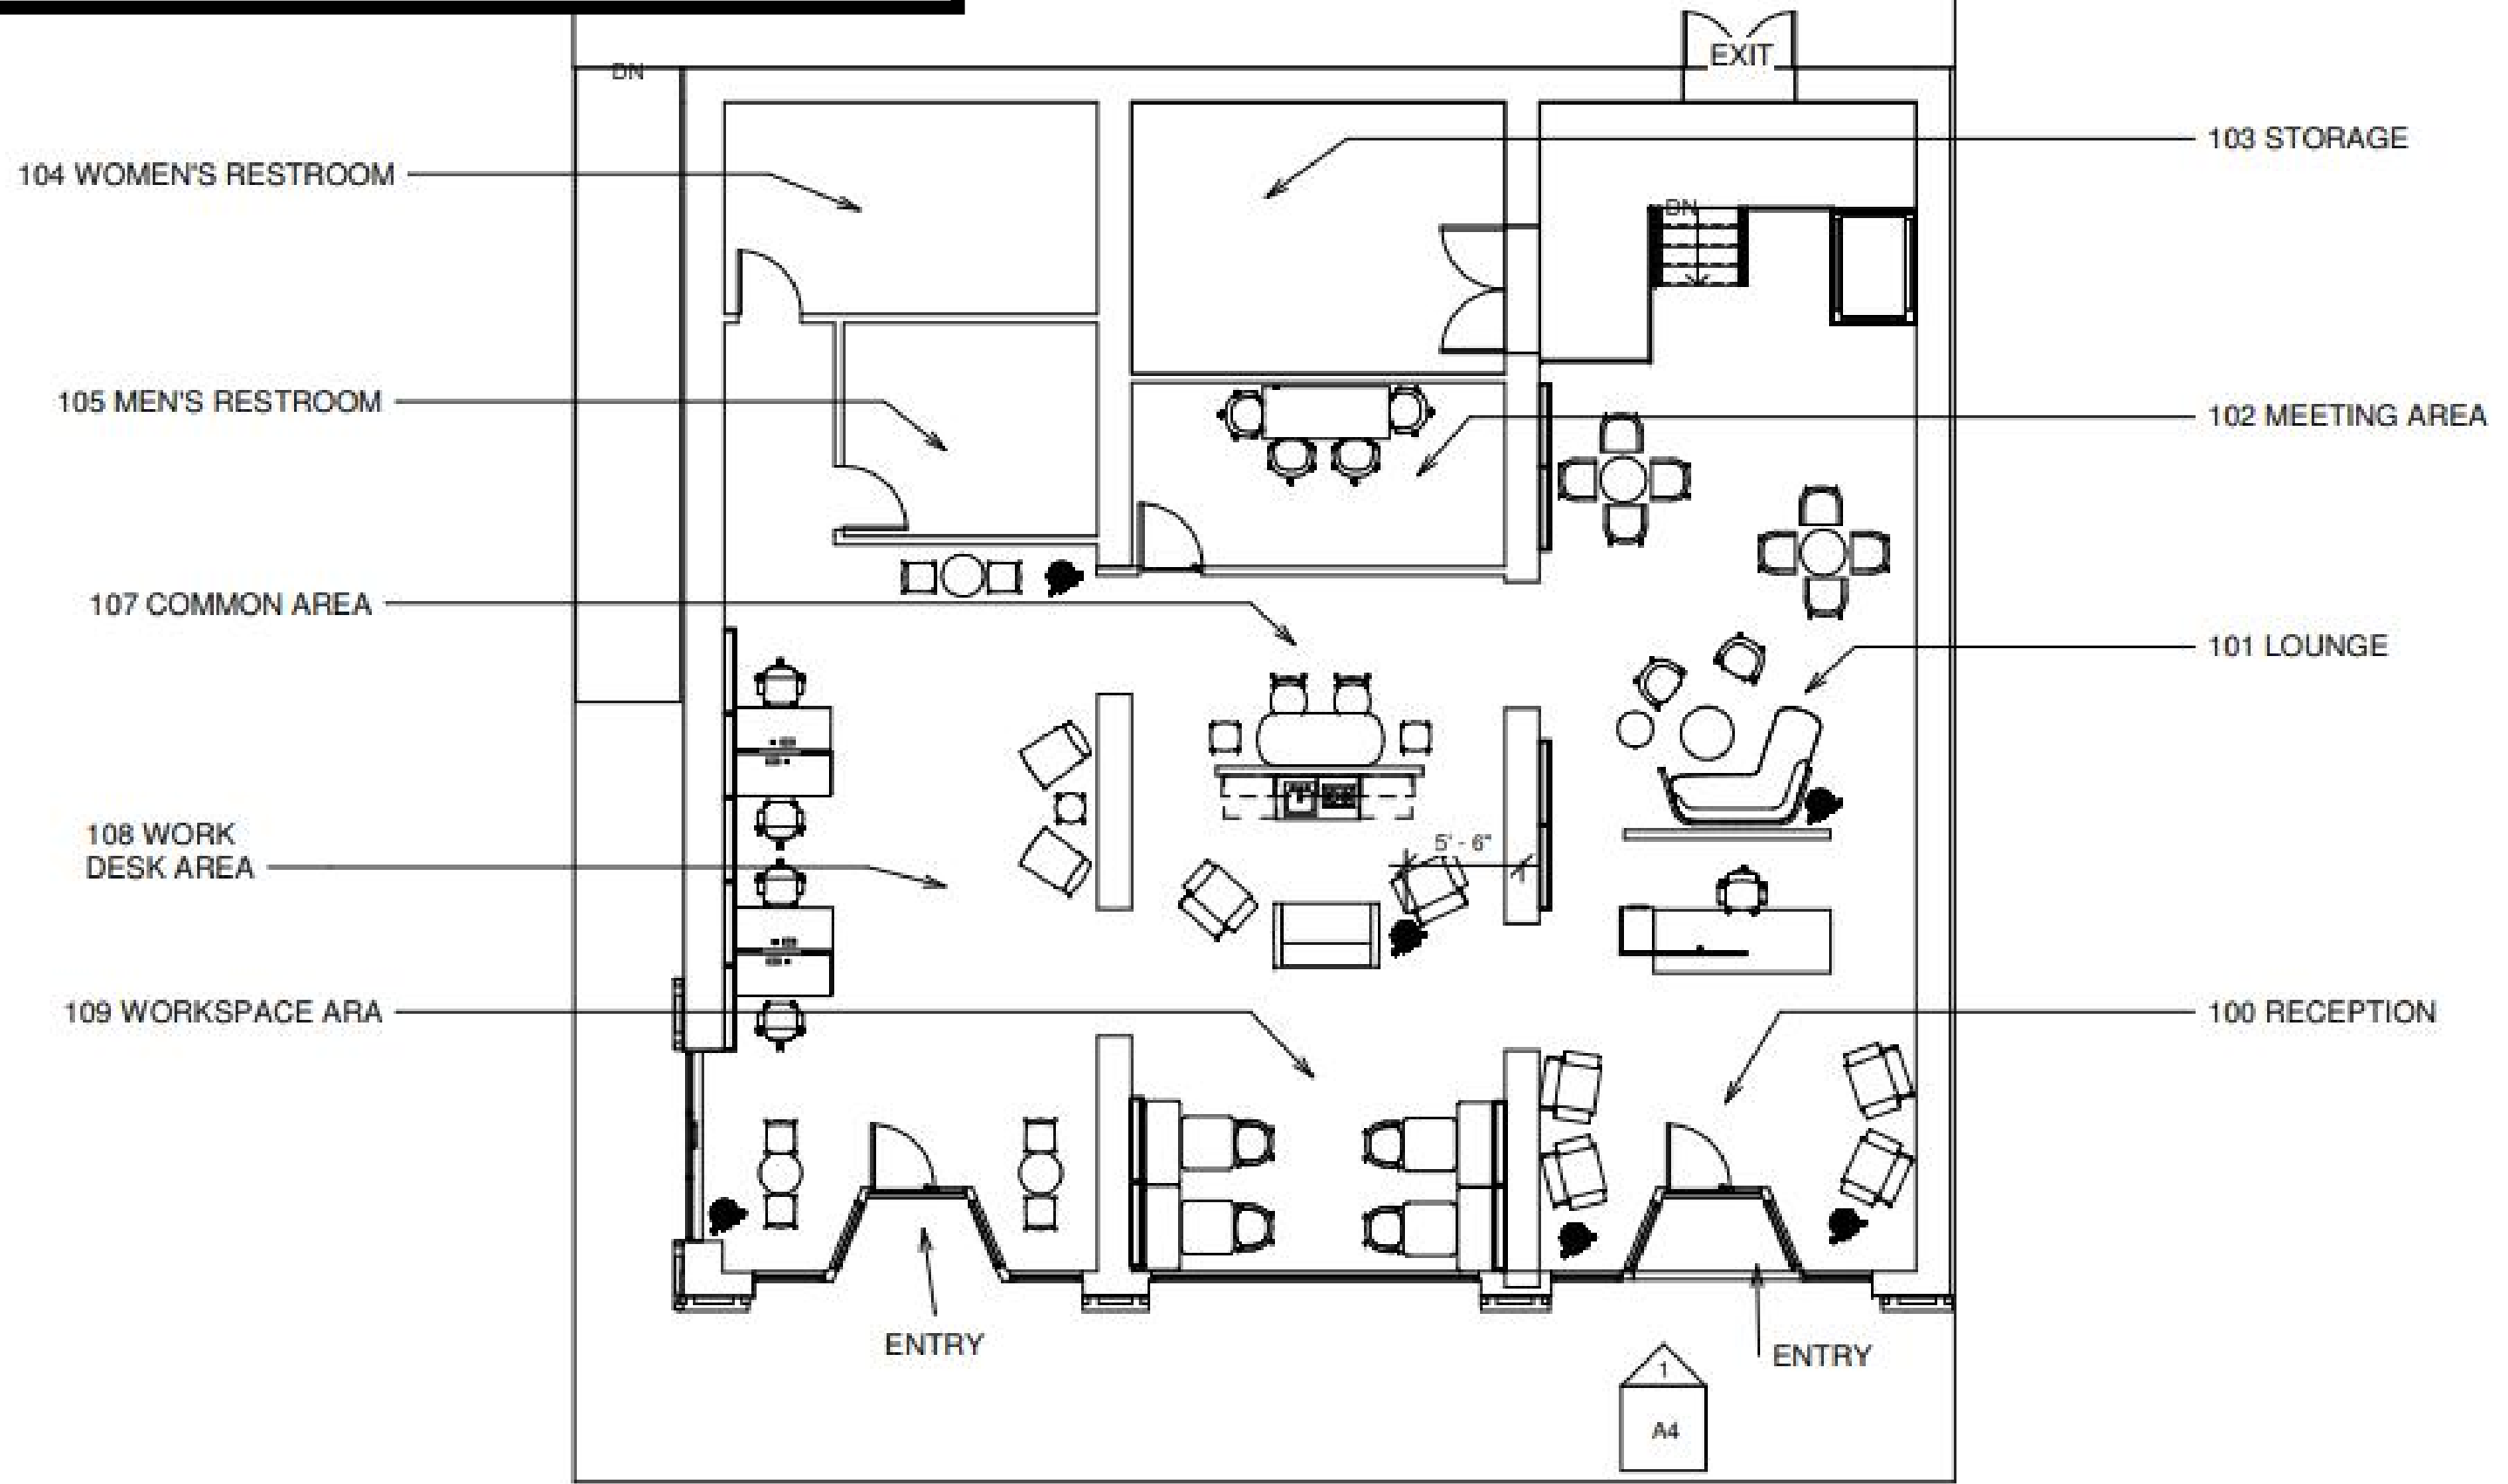 EXIT
DN
103 STORAGE
104 WOMEN'S RESTROOM
DN
105 MEN'S RESTROOM
102 MEETING AREA
107 COMMON AREA
101 LOUNGE
108 WORK
DESK AREA
5' - 6"
109 WORKSPACE ARA
100 RECEPTION
ENTRY
ENTRY
1
A4